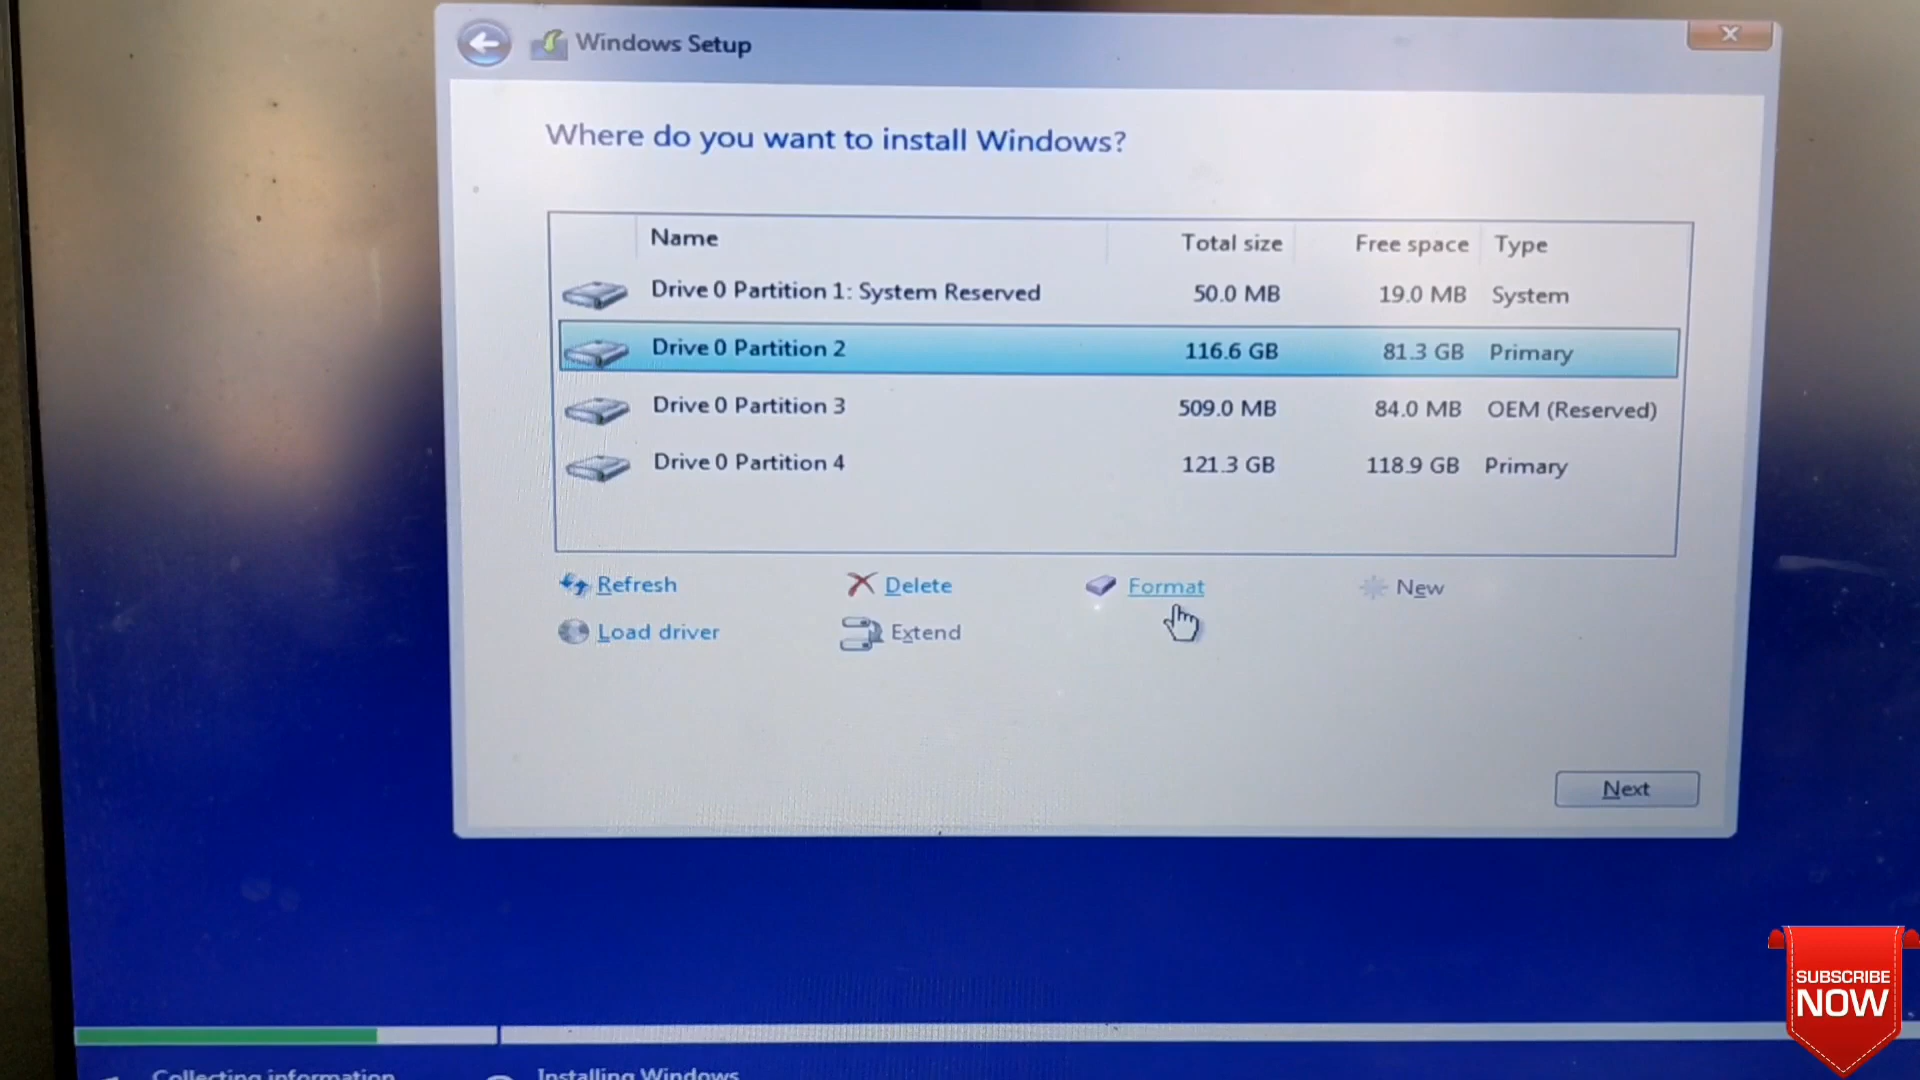 Windows Setup
Where do you want to install Windows?
Name Total size Free space Type
Drive 0 Partition 1: System Reserved 50.0 MB 19.0 MB System
Drive 0 Partition 2 116.6 GB 81.3 GB Primary
Drive 0 Partition 3 509.0 MB 84.0 MB OEM (Reserved)
Drive 0 Partition 4 121.3 GB 118.9 GB Primary
Refresh Delete Format New
Load driver Extend
Next
SUBSCRIBE
NOW
Collecting information Installing Windows